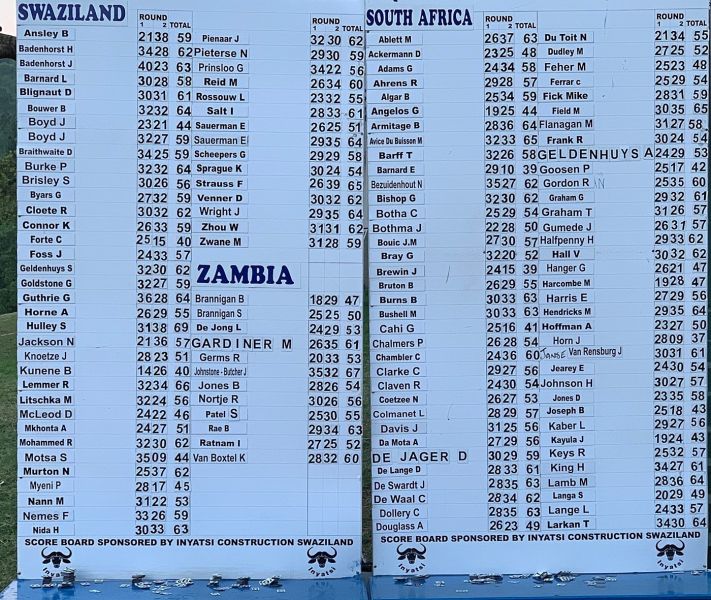 SWAZILAND
ROUND
1 2 TOTAL
Ansley B 2138 59
Badenhorst H 3428 62
Badenhorst J 4023 63
Barnard L 3028 58
Blignaut D 3031 61
Bouwer B 3232 64
Boyd J 2321 44
Boyd J 3227 59
Braithwaite D 3425 59
Burke P 3232 64
Brisley S 3026 56
Byars G 2732 59
Cloete R 3032 62
Connor K 2633 59
Forte C 2515 40
Foss J 2433 57
Geldenhuys S 3230 62
Goldstone G 3227 59
Guthrie G 3628 64
Horne A 2629 55
Hulley S 3138 69
Jackson N 2136 57
Knoetze J 2823 51
Kunene B 1426 40
Lemmer R 3234 66
Litschka M 3224 56
McLeod D 2422 46
Mkhonta A 2427 51
Mohammed R 3230 62
Motsa S 3509 44
Murton N 2537 62
Myeni P 2817 45
Nann M 3122 53
Nemes F 3326 59
Nida H 3033 63
ROUND
1 2 TOTAL
Pienaar J 3230 62
Pieterse N 2930 59
Prinsloo G 3422 56
Reid M 2634 60
Rossouw L 2332 55
Salt I 2833 61
Sauerman E 2625 51
Sauerman E 2935 64
Scheepers G 2929 58
Sprague K 3024 54
Strauss F 2639 65
Venner D 3032 62
Wright J 2935 64
Zhou W 3131 62
Zwane M 3128 59
ZAMBIA
Brannigan B 1829 47
Brannigan S 2525 50
De Jong L 2429 53
GARDINER M 2635 61
Germs R 2033 53
Johnstone - Butcher J 3532 67
Jones B 2826 54
Nortje R 3026 56
Patel S 2530 55
Rae B 2934 63
Ratnam I 2725 52
Van Boxtel K 2832 60
SCORE BOARD SPONSORED BY INYATSI CONSTRUCTION SWAZILAND
Inyatsi
Inyatsi
SOUTH AFRICA
ROUND
1 2 TOTAL
Ablett M 2637 63
Ackermann D 2325 48
Adams G 2434 58
Ahrens R 2928 57
Algar B 2534 59
Angelos G 1925 44
Armitage B 2836 64
Avice Du Buisson M 3233 65
Barff T 3226 58
Barnard E 2910 39
Bezuidenhout N 3527 62
Bishop G 3230 62
Botha C 2529 54
Bothma J 2228 50
Bouic J.M 2730 57
Bray G 3220 52
Brewin J 2415 39
Bruton B 2629 55
Burns B 3033 63
Bushell M 3033 63
Cahi G 2516 41
Chalmers P 2628 54
Chambler C 2436 60
Clarke C 2927 56
Claven R 2430 54
Coetzee N 2627 53
Colmanet L 2829 57
Davis J 3125 56
Da Mota A 2729 56
DE JAGER D 3029 59
De Lange D 2833 61
De Swardt J 2835 63
De Waal C 2834 62
Dollery C 2835 63
Douglass A 2623 49
ROUND
1 2 TOTAL
Du Toit N 2134 55
Dudley M 2725 52
Feher M 2523 48
Ferrar c 2529 54
Fick Mike 2831 59
Field M 3035 65
Flanagan M 3127 58
Frank R 3024 54
GELDENHUYS A 2429 53
Goosen P 2517 42
Gordon R 2535 60
Graham G 2932 61
Graham T 3126 57
Gumede J 2631 57
Halfpenny H 2933 62
Hall V 3032 62
Hanger G 2621 47
Harcombe M 1928 47
Harris E 2729 56
Hendricks M 2935 64
Hoffman A 2327 50
Horn J 2809 37
Janse Van Rensburg J 3031 61
Jearey E 2430 54
Johnson H 3027 57
Jones D 2335 58
Joseph B 2518 43
Kaber L 2927 56
Kayula J 1924 43
Keys R 2532 57
King H 3427 61
Lamb M 2836 64
Langa S 2029 49
Lange L 2433 57
Larkan T 3430 64
SCORE BOARD SPONSORED BY INYATSI CONSTRUCTION SWAZILAND
Inyatsi
Inyatsi